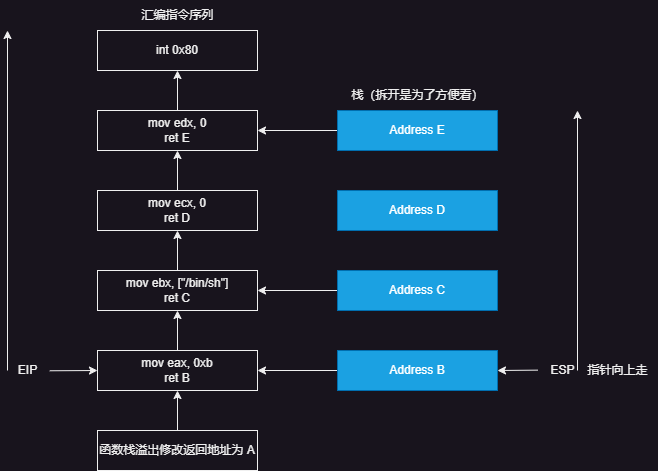 汇编指令序列
int 0x80
栈（拆开是为了方便看）
mov edx, 0
ret E
Address E
mov ecx, 0
ret D
Address D
mov ebx, ["/bin/sh"]
ret C
Address C
EIP
mov eax, 0xb
ret B
Address B
ESP
指针向上走
函数栈溢出修改返回地址为 A